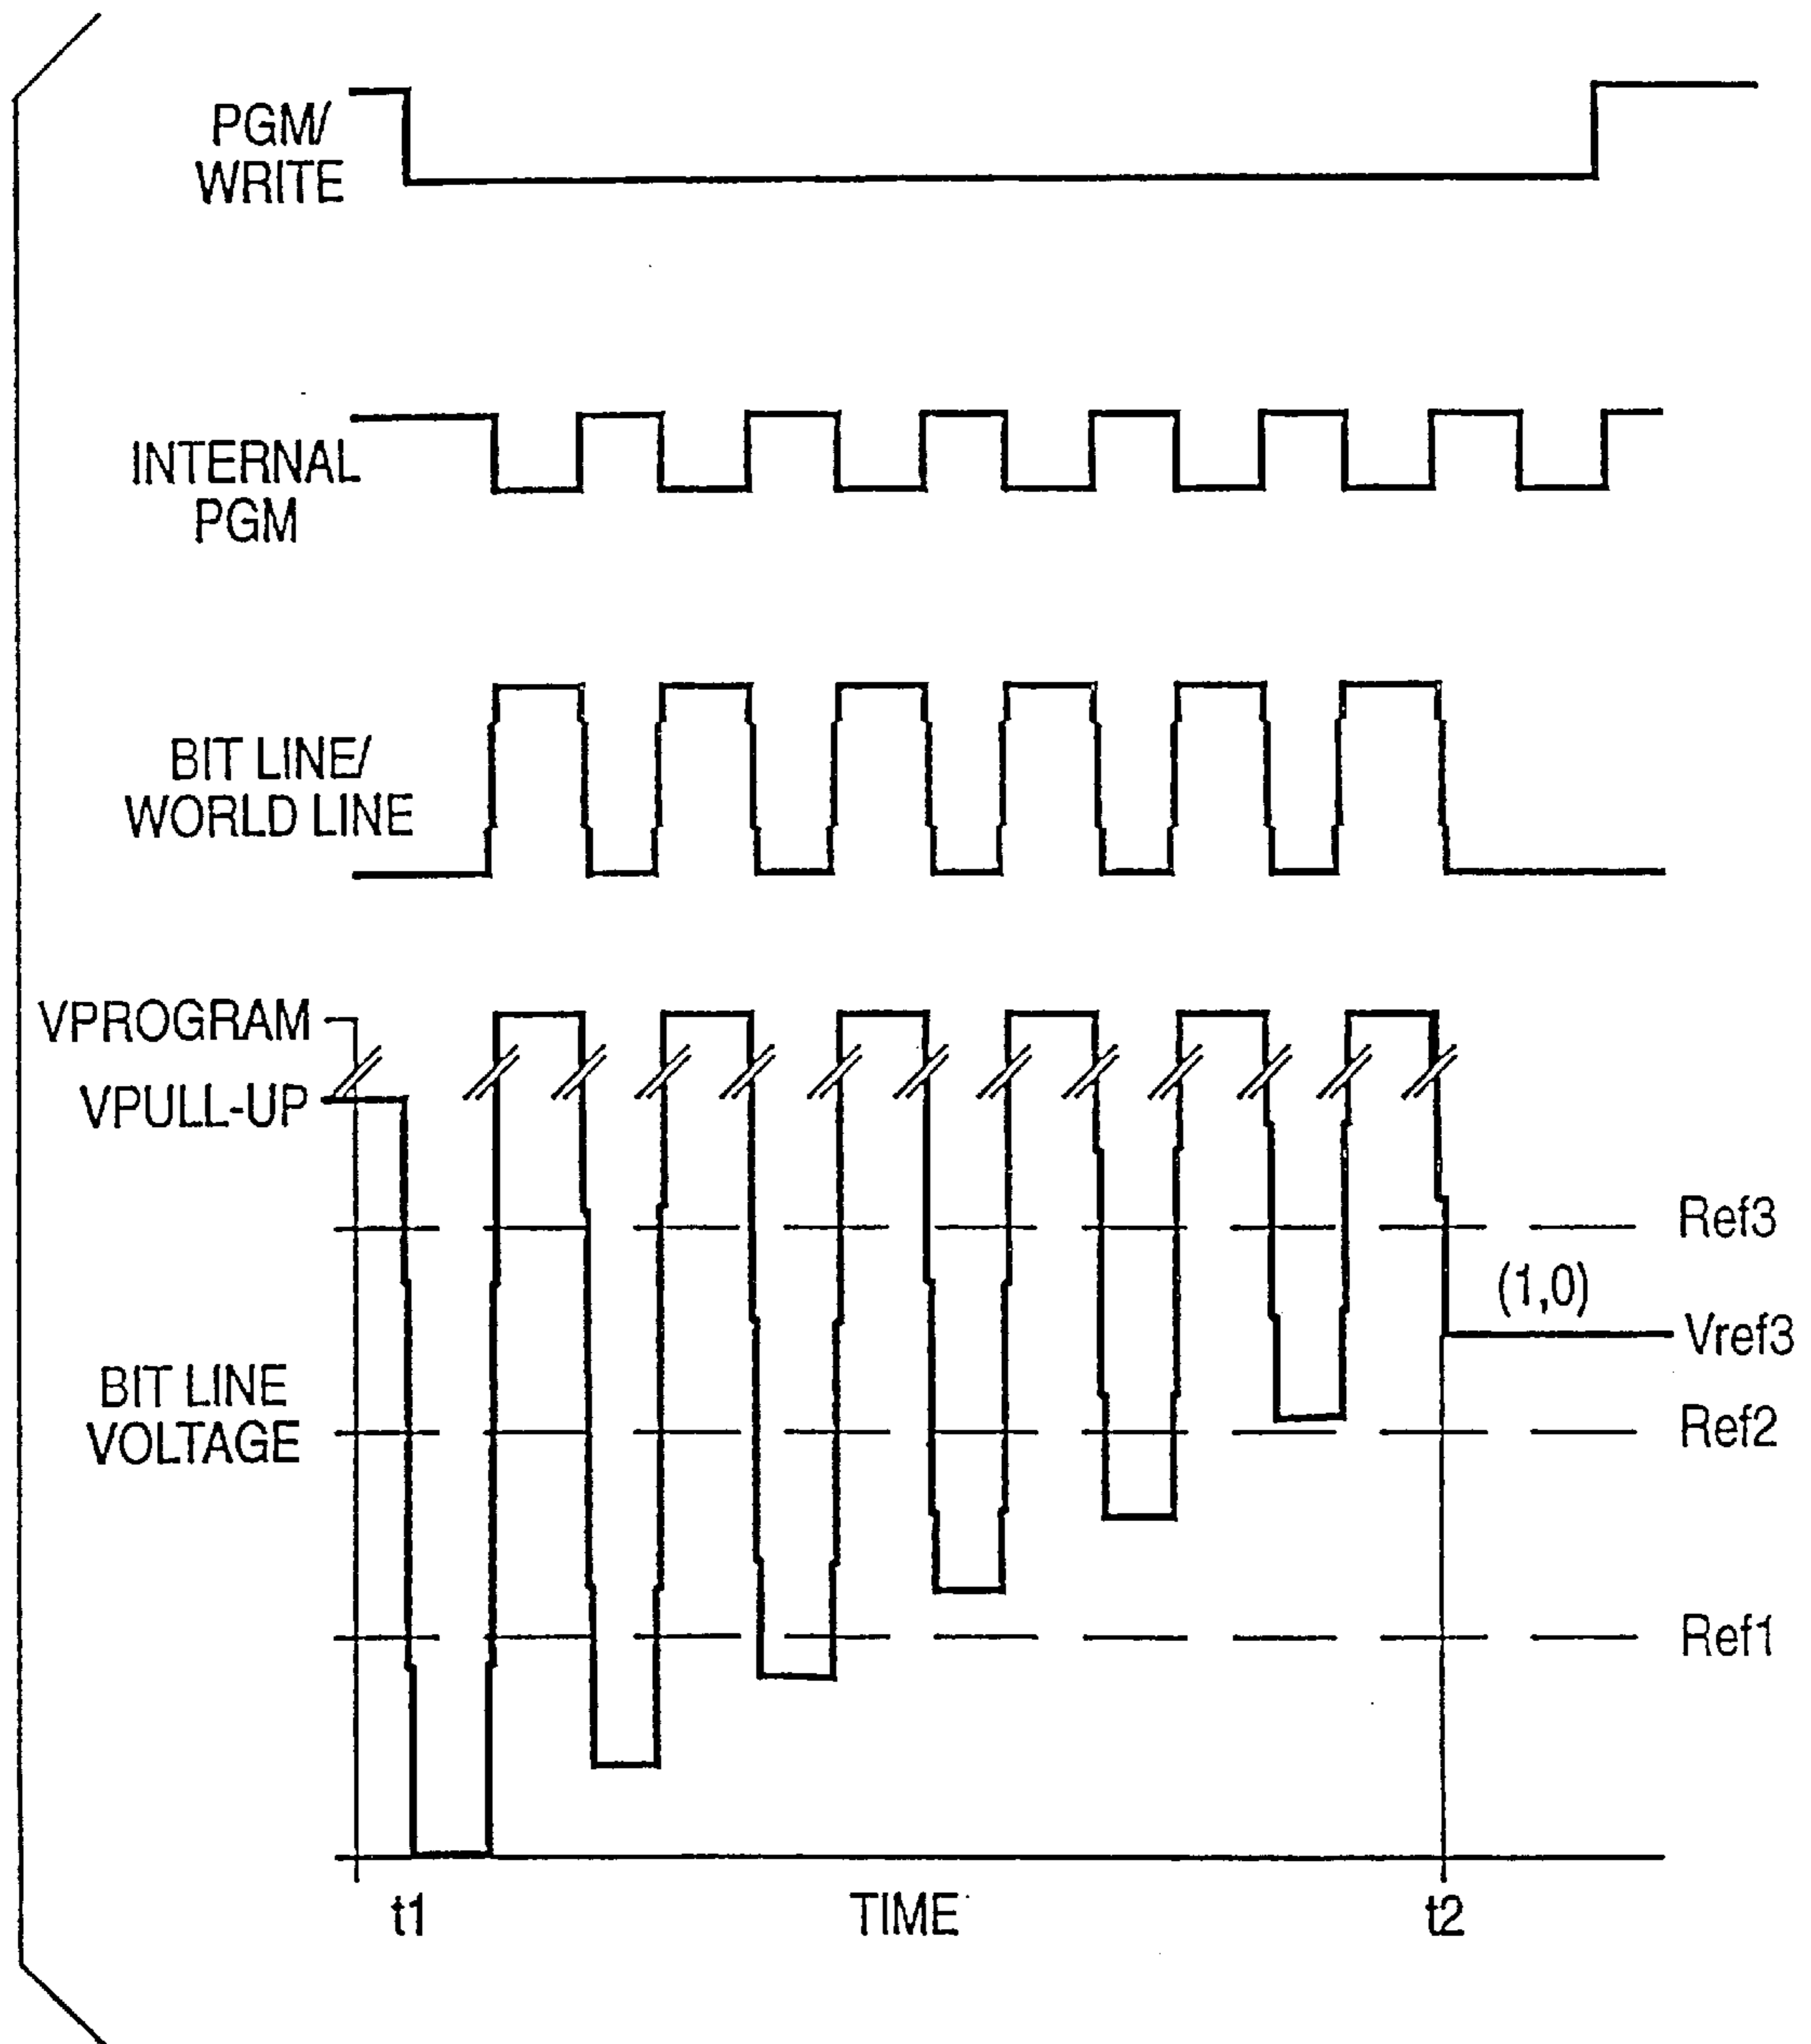 PGM/
WRITE
INTERNAL
PGM
BIT LINE/
WORLD LINE
VPROGRAM
VPULL-UP
Ref3
(1,0)
Vref3
BIT LINE
VOLTAGE
Ref2
Ref1
t1
TIME
t2